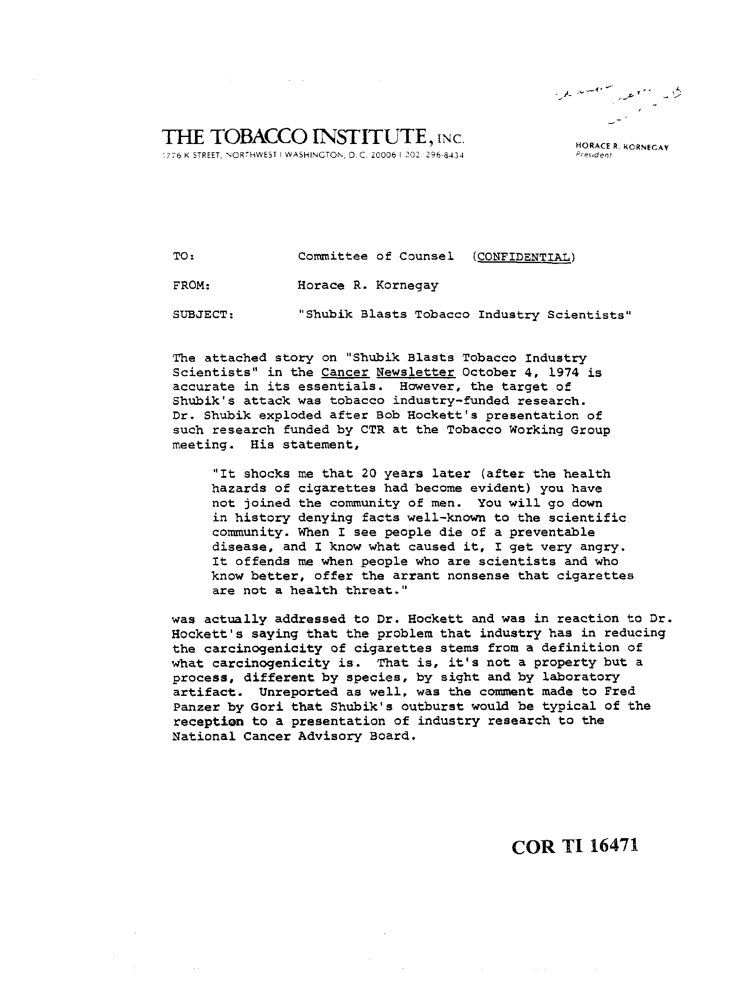 THE TOBACCO INSTITUTE, INC.
1776 K STREET, NORTHWEST | WASHINGTON, D. C. 20006 | 202 296-8434
HORACE R. KORNEGAY
President
TO: Committee of Counsel (CONFIDENTIAL)
FROM: Horace R. Kornegay
SUBJECT: "Shubik Blasts Tobacco Industry Scientists"
The attached story on "Shubik Blasts Tobacco Industry
Scientists" in the Cancer Newsletter October 4, 1974 is
accurate in its essentials. However, the target of
Shubik's attack was tobacco industry-funded research.
Dr. Shubik exploded after Bob Hockett's presentation of
such research funded by CTR at the Tobacco Working Group
meeting. His statement,
"It shocks me that 20 years later (after the health
hazards of cigarettes had become evident) you have
not joined the community of men. You will go down
in history denying facts well-known to the scientific
community. When I see people die of a preventable
disease, and I know what caused it, I get very angry.
It offends me when people who are scientists and who
know better, offer the arrant nonsense that cigarettes
are not a health threat."
was actually addressed to Dr. Hockett and was in reaction to Dr.
Hockett's saying that the problem that industry has in reducing
the carcinogenicity of cigarettes stems from a definition of
what carcinogenicity is. That is, it's not a property but a
process, different by species, by sight and by laboratory
artifact. Unreported as well, was the comment made to Fred
Panzer by Gori that Shubik's outburst would be typical of the
reception to a presentation of industry research to the
National Cancer Advisory Board.
COR TI 16471